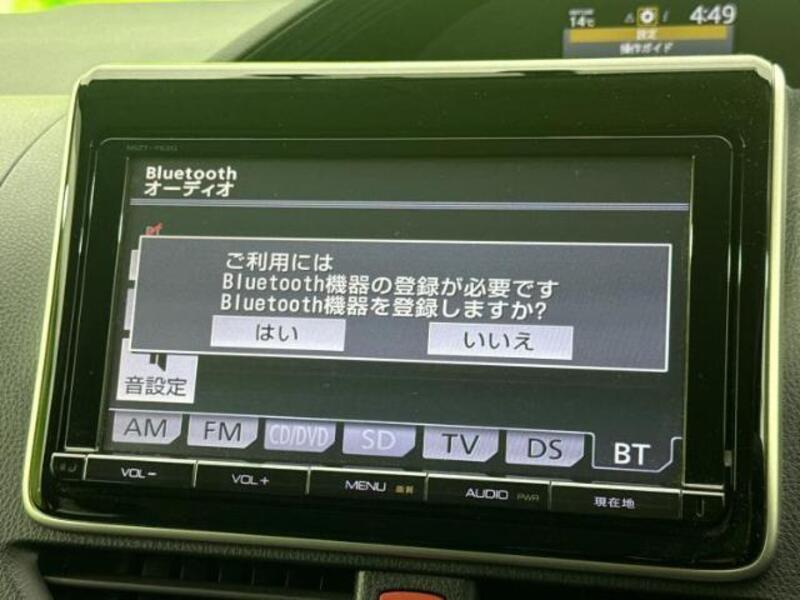 14℃
4:49
設定
操作ガイド
Bluetooth
オーディオ
ご利用には
Bluetooth機器の登録が必要です
Bluetooth機器を登録しますか?
はい
いいえ
音設定
AM
FM
CD/DVD
SD
TV
DS
BT
VOL－
VOL+
MENU 画質
AUDIO PWR
現在地